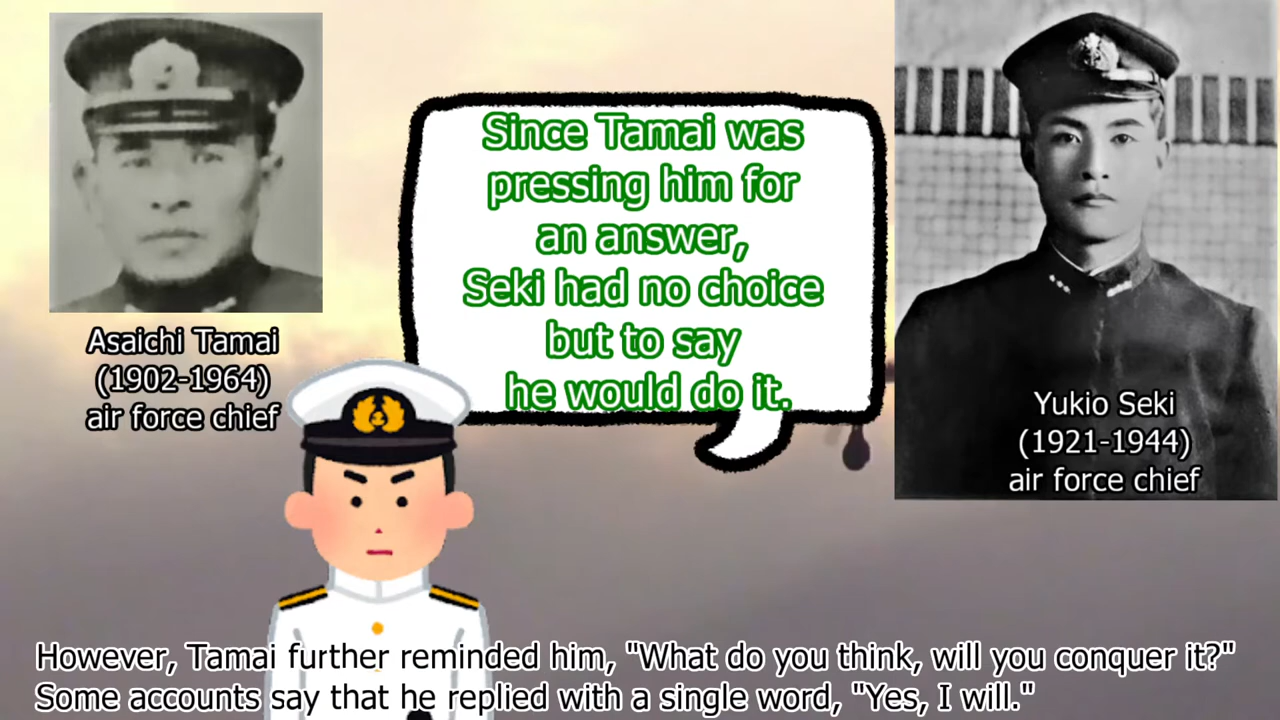 Asaichi Tamai
(1902-1964)
air force chief
Since Tamai was
pressing him for
an answer,
Seki had no choice
but to say
he would do it.
Yukio Seki
(1921-1944)
air force chief
However, Tamai further reminded him, "What do you think, will you conquer it?"
Some accounts say that he replied with a single word, "Yes, I will."